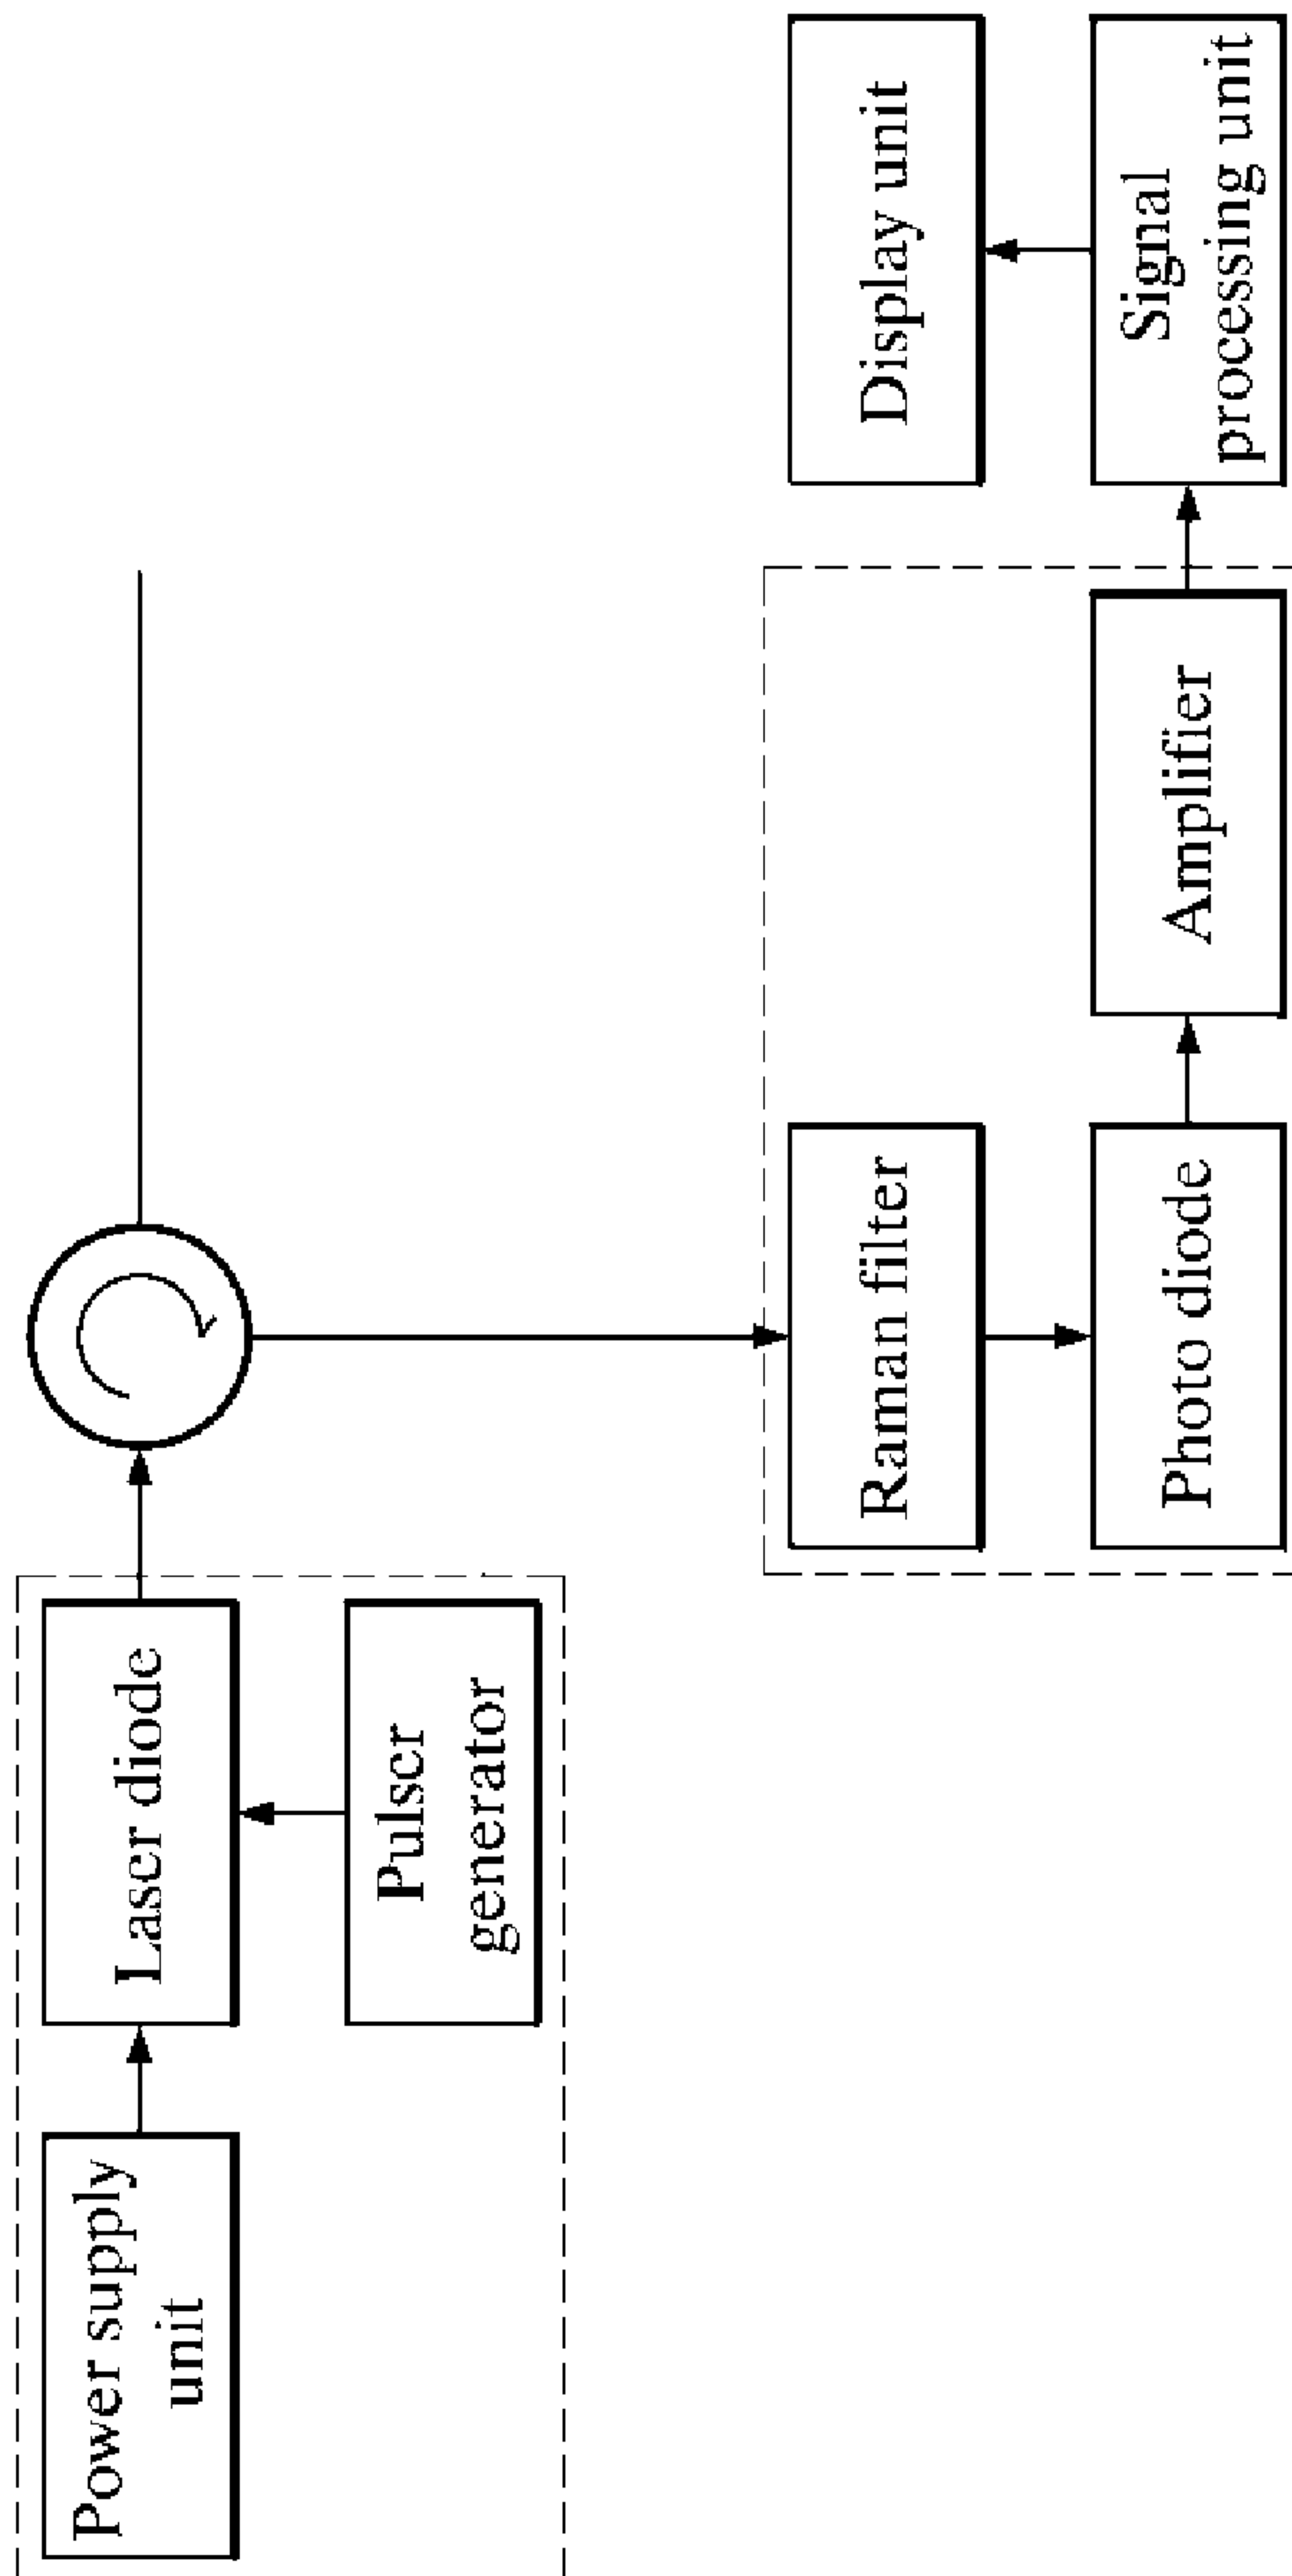 Power supply
unit
Laser diode
Pulser
generator
Raman filter
Photo diode
Amplifier
Signal
processing unit
Display unit